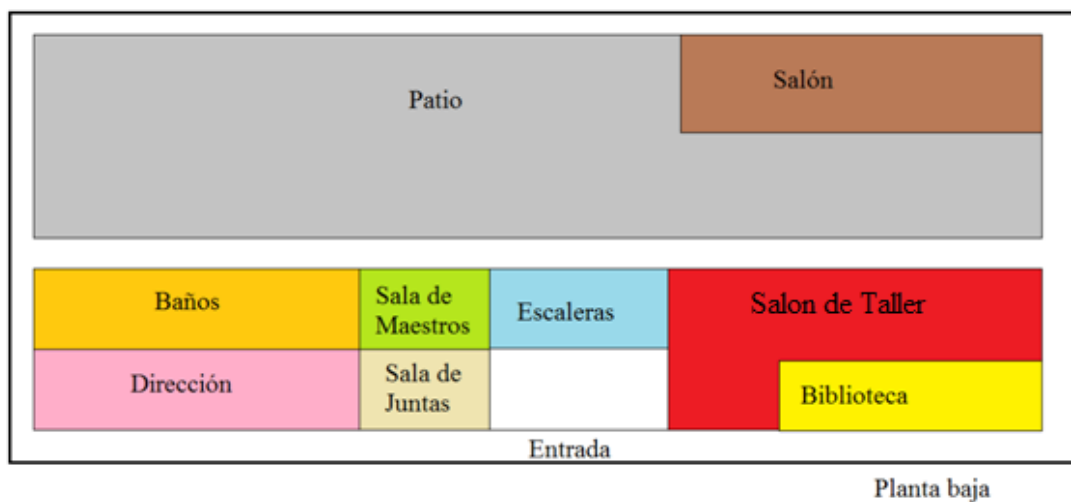 Salón
Patio
Baños
Sala de
Maestros
Escaleras
Salon de Taller
Dirección
Sala de
Juntas
Biblioteca
Entrada
Planta baja